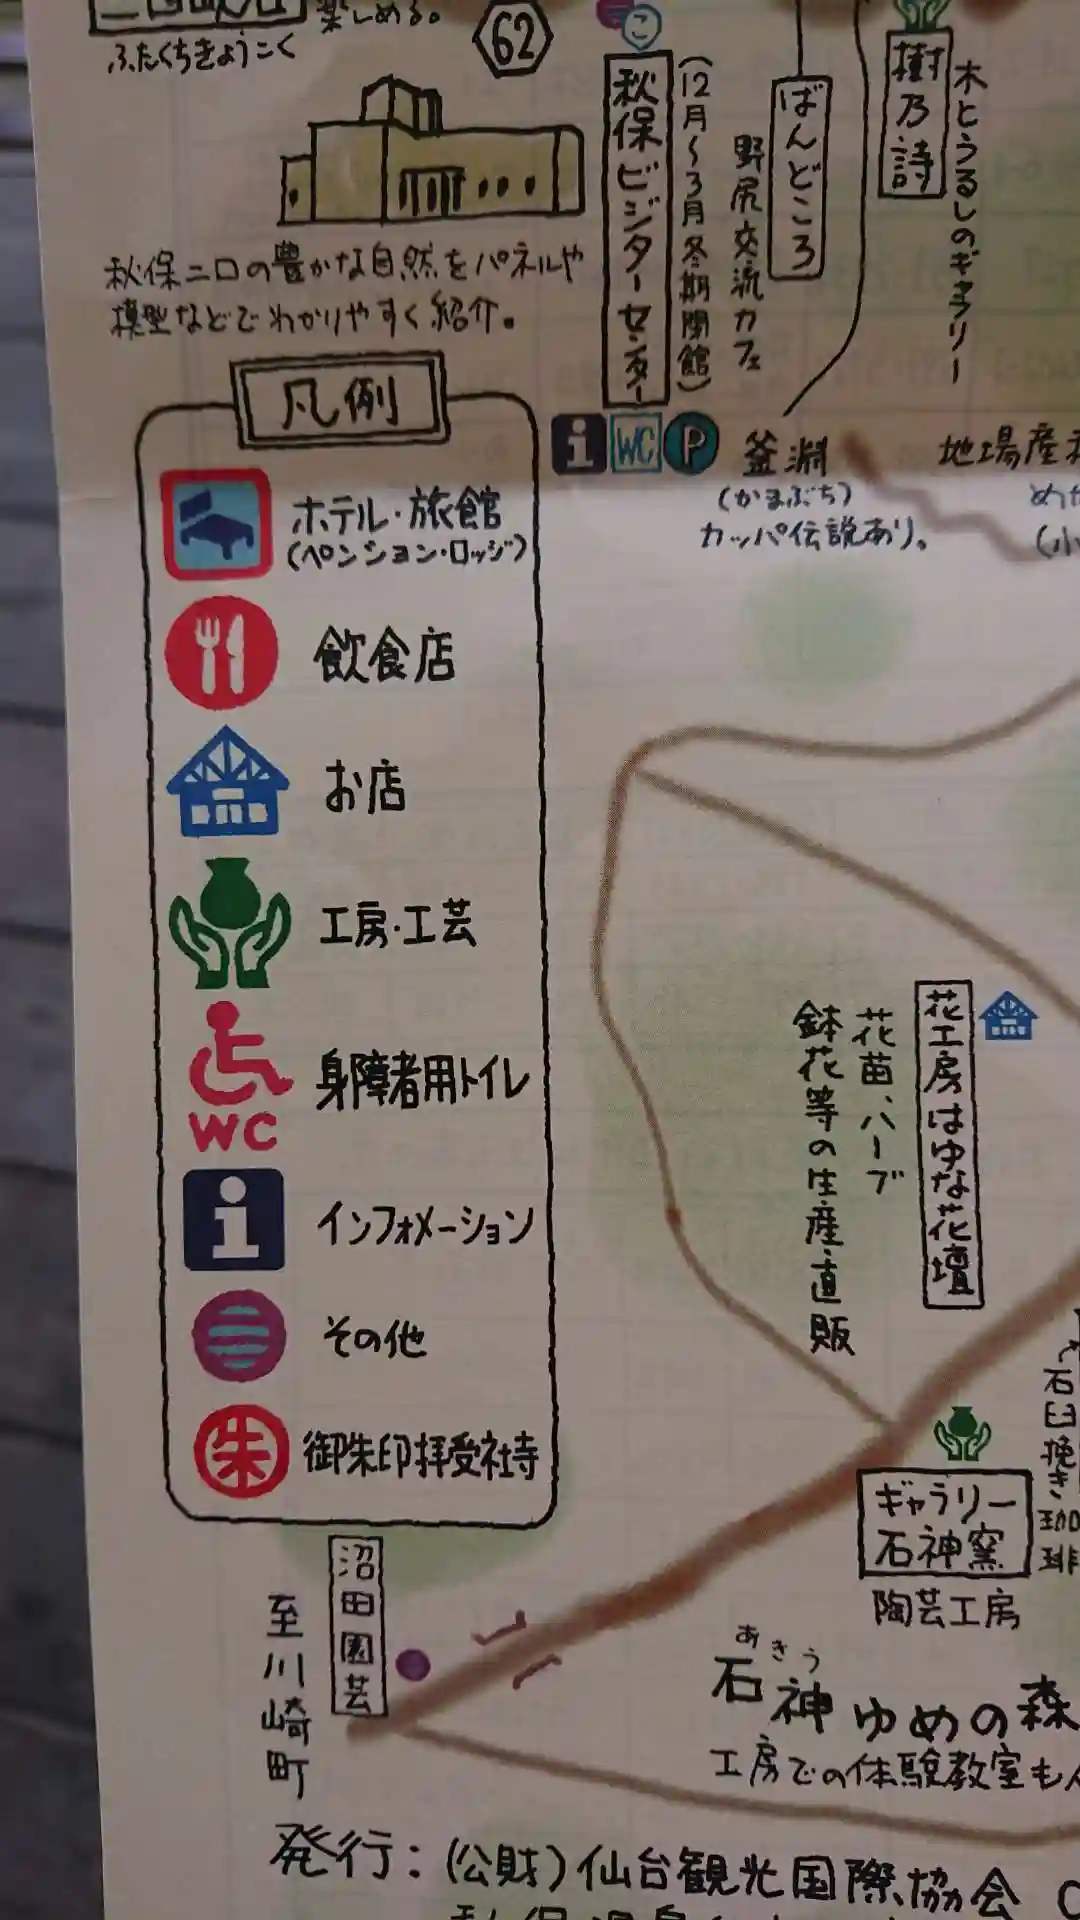 楽しめる。
ふたくちきょうこく
62
こ
秋保ビジターセンター
(12月～3月冬期閉館)
ばんどころ
野尻交流カフェ
樹乃詩
木とうるしのギャラリー
秋保二口の豊かな自然をパネルや
模型などでわかりやすく紹介。
i WC P
釜淵
(かまぶち)
カッパ伝説あり。
地場産
凡例
ホテル・旅館
(ペンション・ロッジ)
飲食店
お店
工房・工芸
身障者用トイレ
WC
i
インフォメーション
その他
朱
御朱印拝受社寺
花工房はゆな花壇
花苗、ハーブ
鉢花等の生産・直販
石臼挽き
珈琲
ギャラリー
石神窯
陶芸工房
沼田園芸
至川崎町
あきう
石神ゆめの森
工房での体験教室も
発行：(公財)仙台観光国際協会